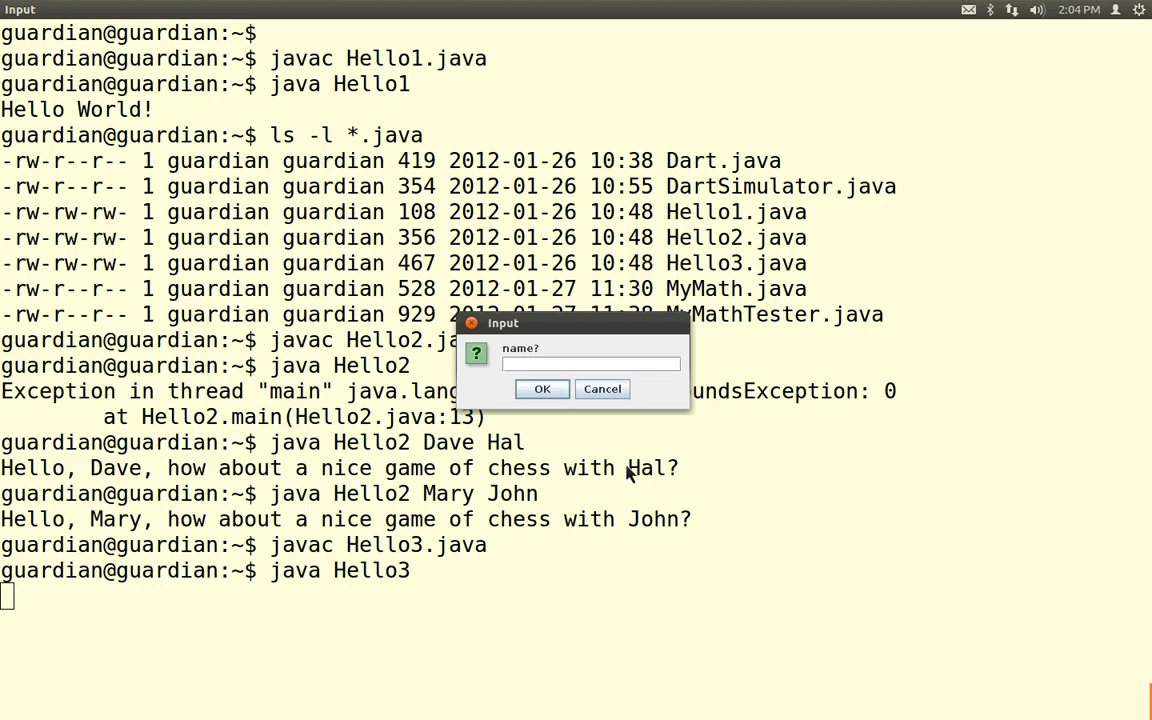 Input
2:04 PM
guardian@guardian:~$
guardian@guardian:~$ javac Hello1.java
guardian@guardian:~$ java Hello1
Hello World!
guardian@guardian:~$ ls -l *.java
-rw-r--r-- 1 guardian guardian 419 2012-01-26 10:38 Dart.java
-rw-r--r-- 1 guardian guardian 354 2012-01-26 10:55 DartSimulator.java
-rw-rw-rw- 1 guardian guardian 108 2012-01-26 10:48 Hello1.java
-rw-rw-rw- 1 guardian guardian 356 2012-01-26 10:48 Hello2.java
-rw-rw-rw- 1 guardian guardian 467 2012-01-26 10:48 Hello3.java
-rw-r--r-- 1 guardian guardian 528 2012-01-27 11:30 MyMath.java
-rw-r--r-- 1 guardian guardian 929 2012-01-27 11:38 MyMathTester.java
guardian@guardian:~$ javac Hello2.ja
guardian@guardian:~$ java Hello2
Exception in thread "main" java.lang undsException: 0
at Hello2.main(Hello2.java:13)
guardian@guardian:~$ java Hello2 Dave Hal
Hello, Dave, how about a nice game of chess with Hal?
guardian@guardian:~$ java Hello2 Mary John
Hello, Mary, how about a nice game of chess with John?
guardian@guardian:~$ javac Hello3.java
guardian@guardian:~$ java Hello3
Input
?
name?
OK Cancel